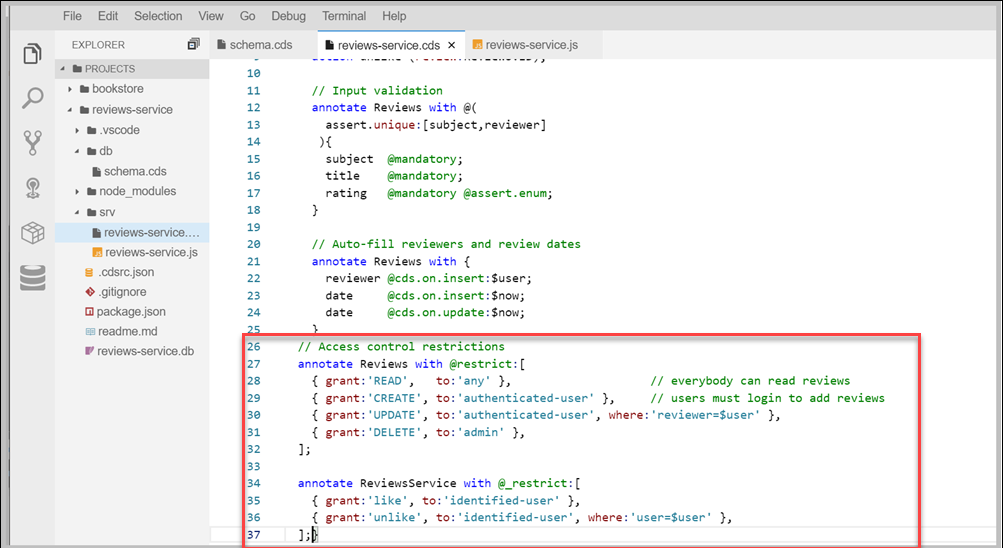 File Edit Selection View Go Debug Terminal Help
EXPLORER
schema.cds
reviews-service.cds ×
reviews-service.js
PROJECTS
bookstore
reviews-service
.vscode
db
schema.cds
node_modules
srv
reviews-service....
reviews-service.js
.cdsrc.json
.gitignore
package.json
readme.md
reviews-service.db
10
11 // Input validation
12 annotate Reviews with @(
13 assert.unique:[subject,reviewer]
14 ){
15 subject @mandatory;
16 title @mandatory;
17 rating @mandatory @assert.enum;
18 }
19
20 // Auto-fill reviewers and review dates
21 annotate Reviews with {
22 reviewer @cds.on.insert:$user;
23 date @cds.on.insert:$now;
24 date @cds.on.update:$now;
25 }
26 // Access control restrictions
27 annotate Reviews with @restrict:[
28 { grant:'READ', to:'any' }, // everybody can read reviews
29 { grant:'CREATE', to:'authenticated-user' }, // users must login to add reviews
30 { grant:'UPDATE', to:'authenticated-user', where:'reviewer=$user' },
31 { grant:'DELETE', to:'admin' },
32 ];
33
34 annotate ReviewsService with @_restrict:[
35 { grant:'like', to:'identified-user' },
36 { grant:'unlike', to:'identified-user', where:'user=$user' },
37 ];}